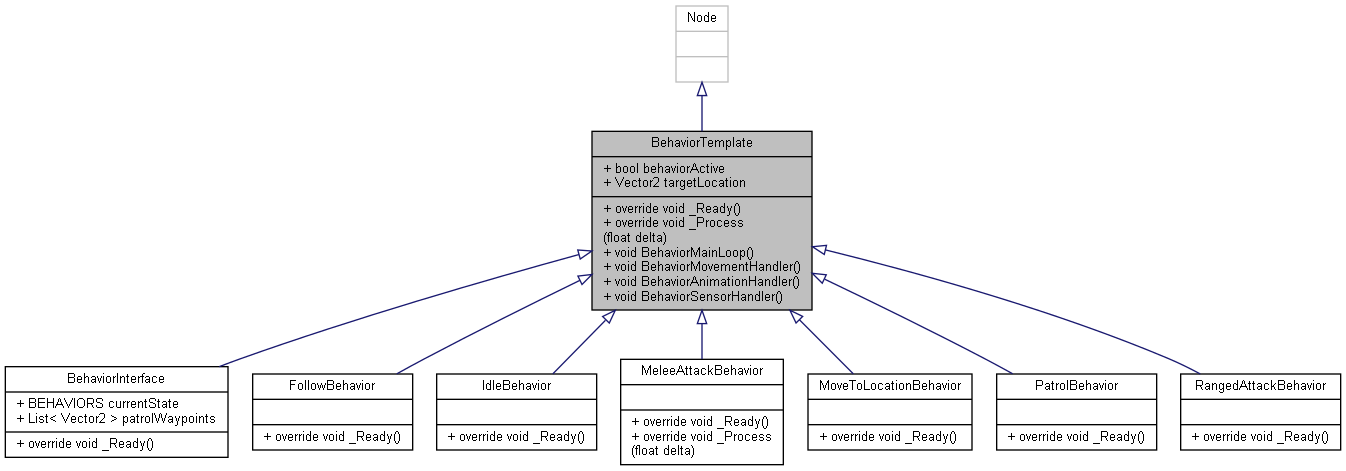 Node
BehaviorTemplate
+ bool behaviorActive
+ Vector2 targetLocation
+ override void _Ready()
+ override void _Process
(float delta)
+ void BehaviorMainLoop()
+ void BehaviorMovementHandler()
+ void BehaviorAnimationHandler()
+ void BehaviorSensorHandler()
BehaviorInterface
+ BEHAVIORS currentState
+ List< Vector2 > patrolWaypoints
+ override void _Ready()
FollowBehavior
+ override void _Ready()
IdleBehavior
+ override void _Ready()
MeleeAttackBehavior
+ override void _Ready()
+ override void _Process
(float delta)
MoveToLocationBehavior
+ override void _Ready()
PatrolBehavior
+ override void _Ready()
RangedAttackBehavior
+ override void _Ready()